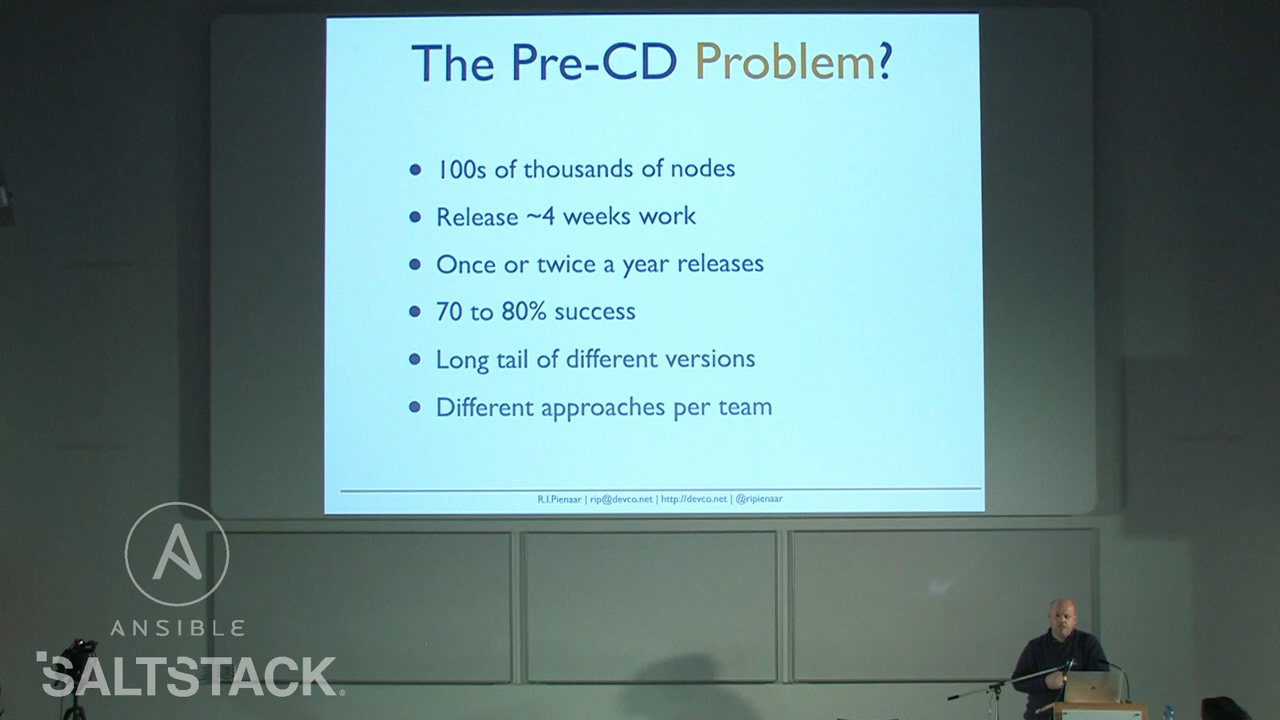 The Pre-CD Problem?
100s of thousands of nodes
Release ~4 weeks work
Once or twice a year releases
70 to 80% success
Long tail of different versions
Different approaches per team
R.I.Pienaar | rip@devco.net | http://devco.net | @ripienaar
ANSIBLE
SALTSTACK